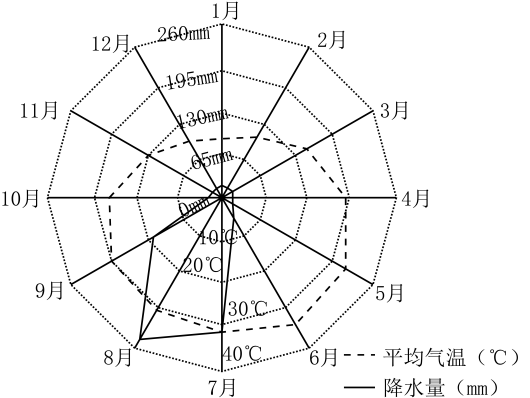 1月
12月
260mm
2月
195mm
11月
130mm
3月
65mm
10月
0mm
4月
10℃
20℃
9月
5月
30℃
8月
40℃
6月
平均气温（℃）
7月
降水量（mm）